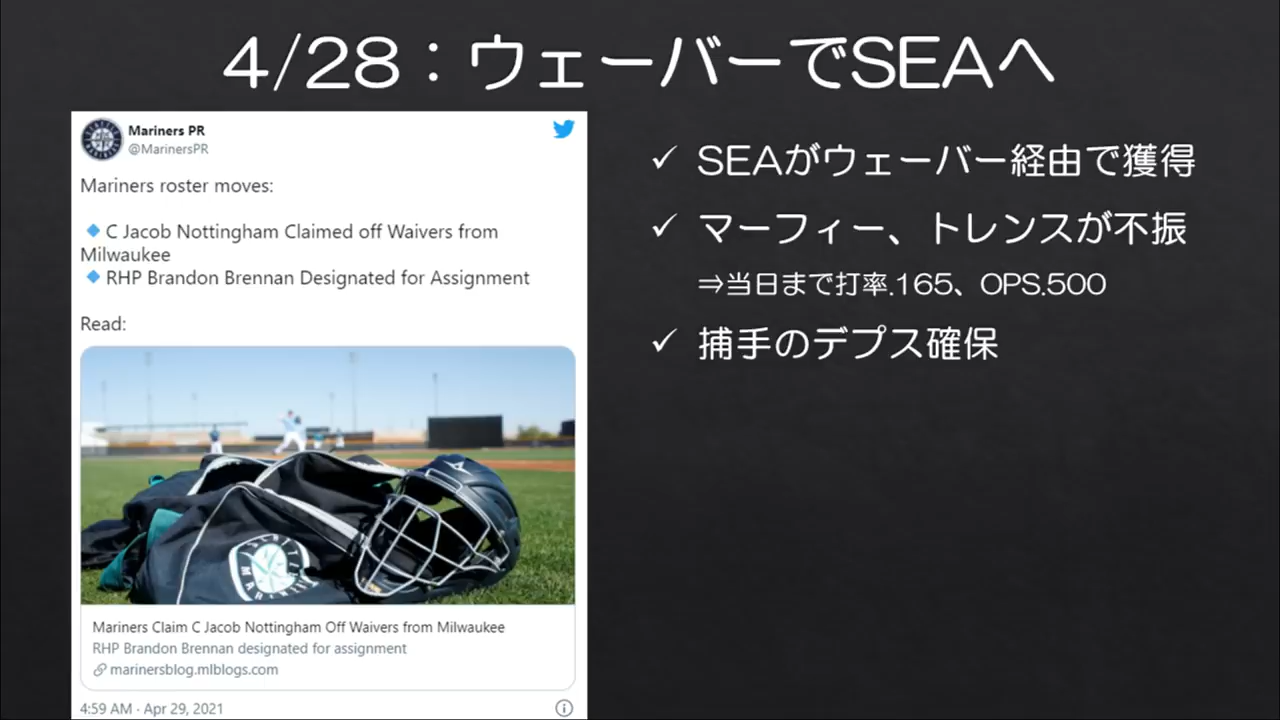 4/28：ウェーバーでSEAへ
Mariners PR
@MarinersPR
Mariners roster moves:
C Jacob Nottingham Claimed off Waivers from
Milwaukee
RHP Brandon Brennan Designated for Assignment
Read:
Mariners Claim C Jacob Nottingham Off Waivers from Milwaukee
RHP Brandon Brennan designated for assignment
marinersblog.mlblogs.com
4:59 AM · Apr 29, 2021
✓ SEAがウェーバー経由で獲得
✓ マーフィー、トレンスが不振
⇒当日まで打率.165、OPS.500
✓ 捕手のデプス確保